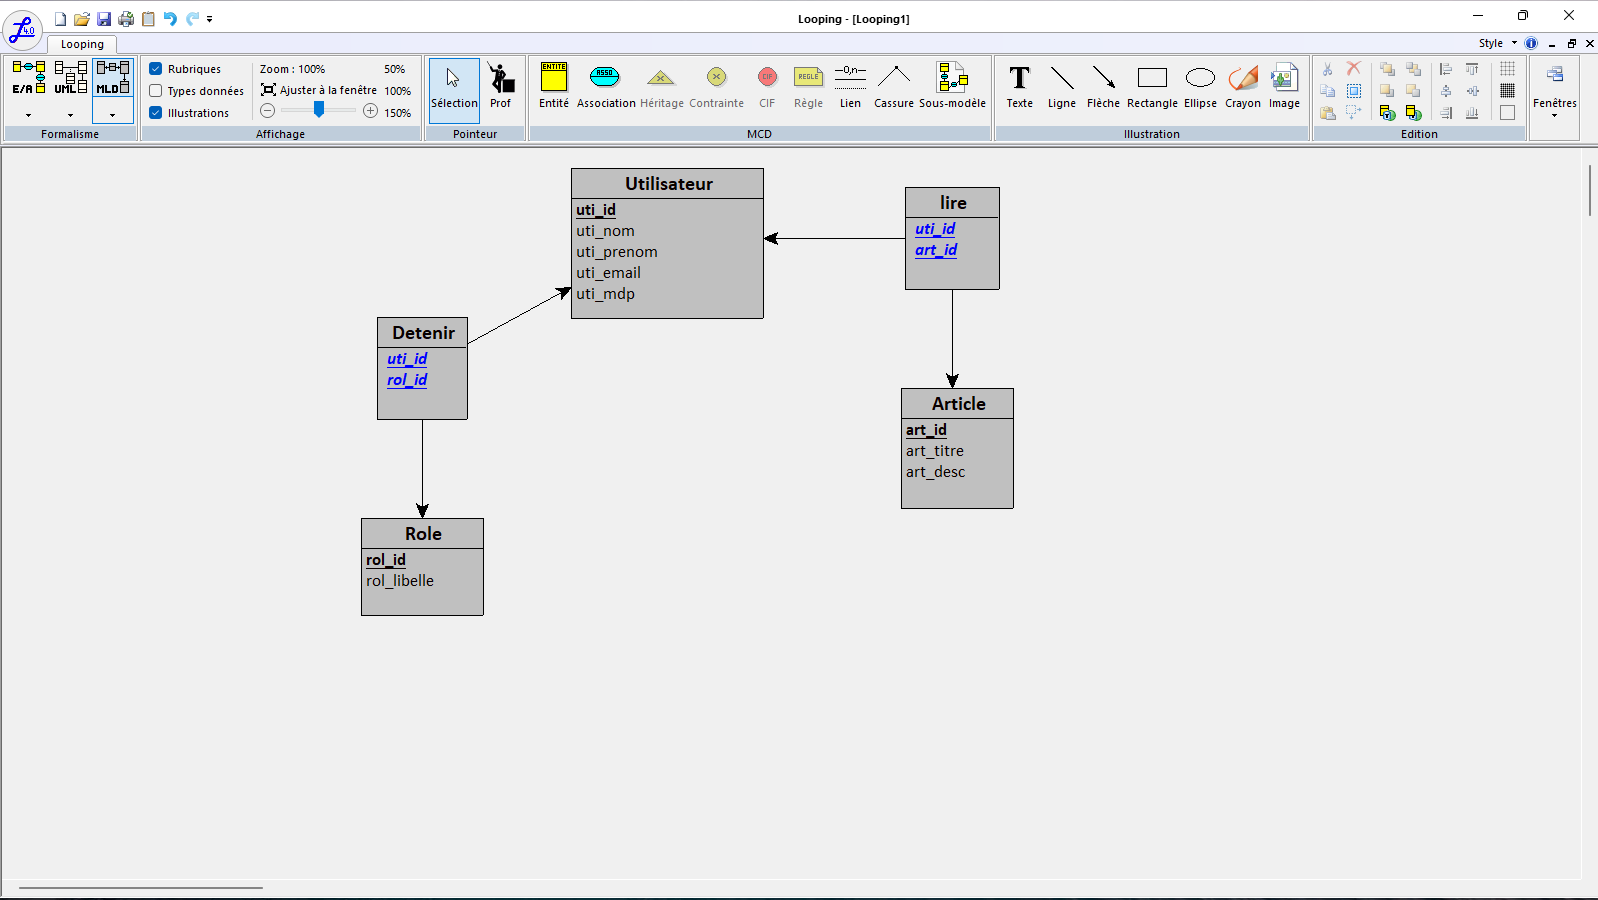 Looping - [Looping1]
4.0
Looping
Style
E/A
UML
MLD
Formalisme
Rubriques
Types données
Illustrations
Zoom : 100%
50%
Ajuster à la fenêtre
100%
150%
Affichage
Sélection
Prof
Pointeur
ENTITE
Entité
ASSO
Association
Héritage
Contrainte
CIF
CIF
REGLE
Règle
0,n
Lien
Cassure
Sous-modèle
MCD
T
Texte
Ligne
Flèche
Rectangle
Ellipse
Crayon
Image
Illustration
Edition
Fenêtres
Utilisateur
uti_id
uti_nom
uti_prenom
uti_email
uti_mdp
lire
uti_id
art_id
Detenir
uti_id
rol_id
Article
art_id
art_titre
art_desc
Role
rol_id
rol_libelle